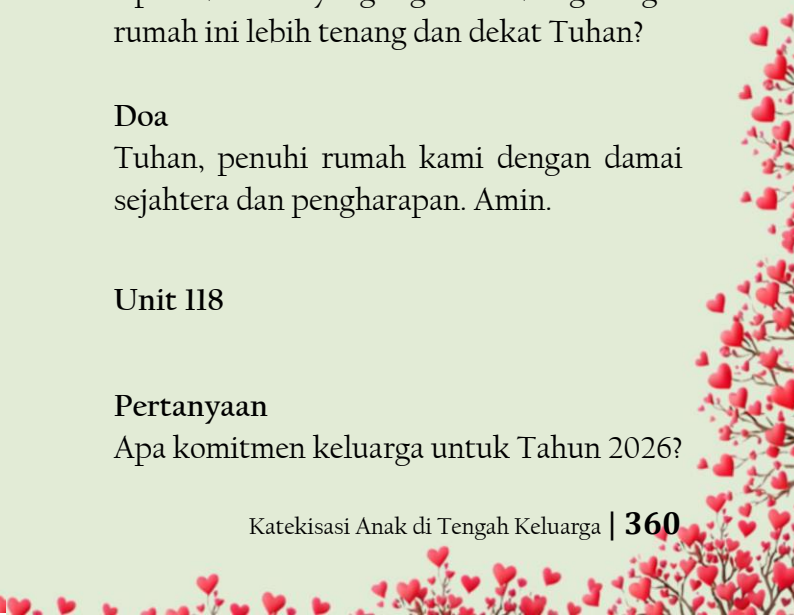 rumah ini lebih tenang dan dekat Tuhan?
Doa
Tuhan, penuhi rumah kami dengan damai
sejahtera dan pengharapan. Amin.
Unit 118
Pertanyaan
Apa komitmen keluarga untuk Tahun 2026?
Katekisasi Anak di Tengah Keluarga | 360